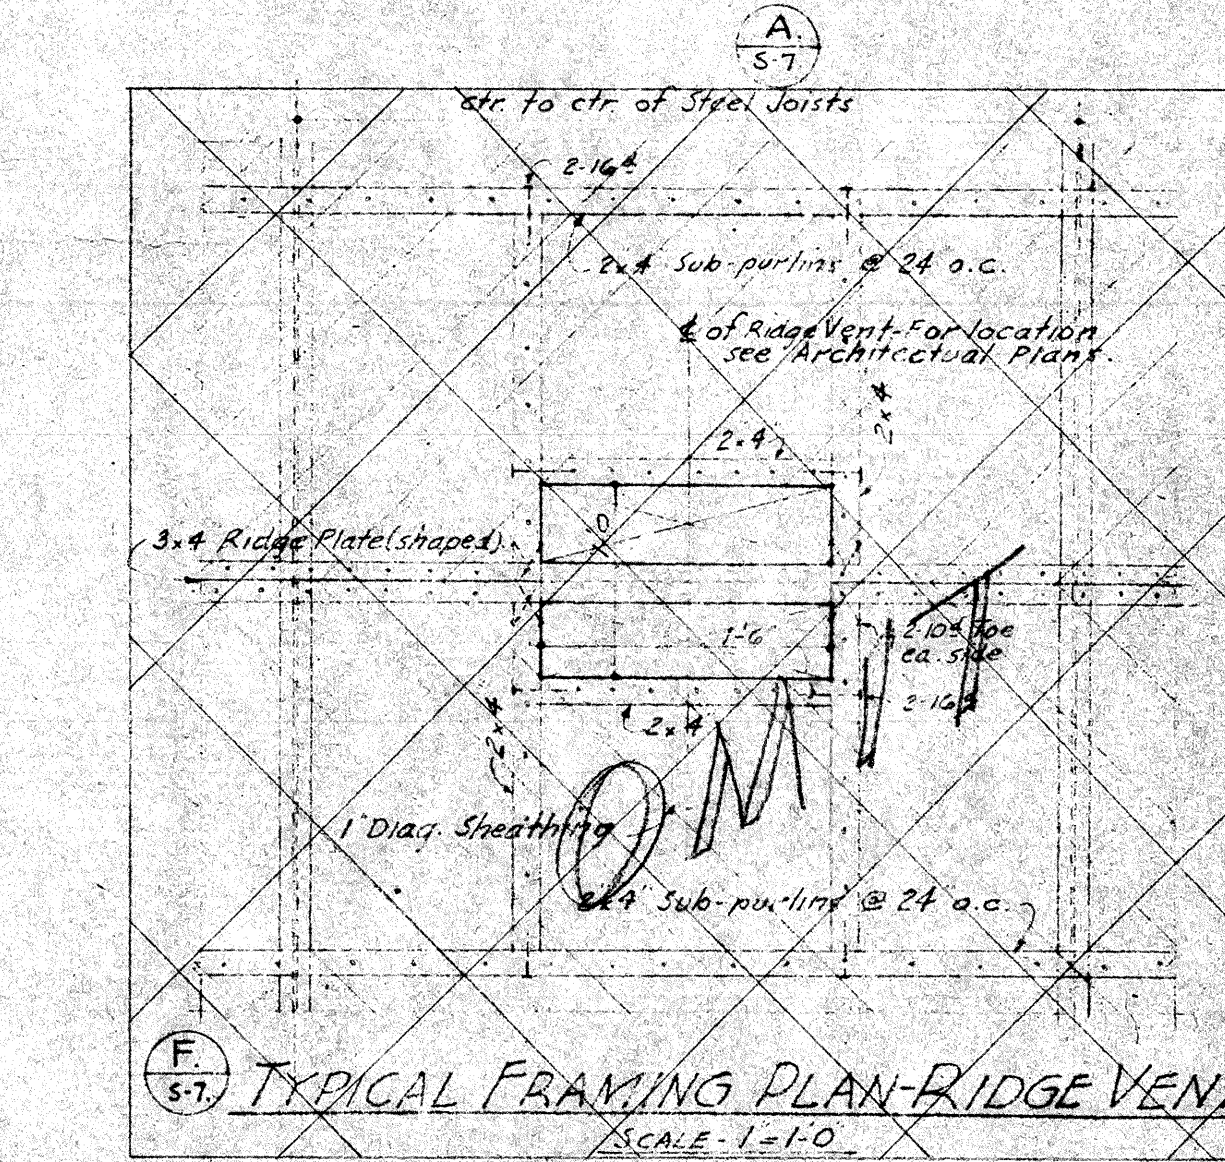 A.
S-7
ctr. to ctr. of Steel Joists
2-16d
2x4 Sub-purlins @ 24 o.c.
℄ of Ridge Vent-For location
see Architectual Plans.
2x4
2x4
3x4 Ridge Plate (shaped)
1'-6
2-10d Toe
ea. side
2-16d
2x4
2x4
OMIT
1" Diag. Sheathing
2x4 Sub-purlins @ 24 o.c.
F.
S-7.
TYPICAL FRAMING PLAN-RIDGE VEN
SCALE - 1"=1'-0